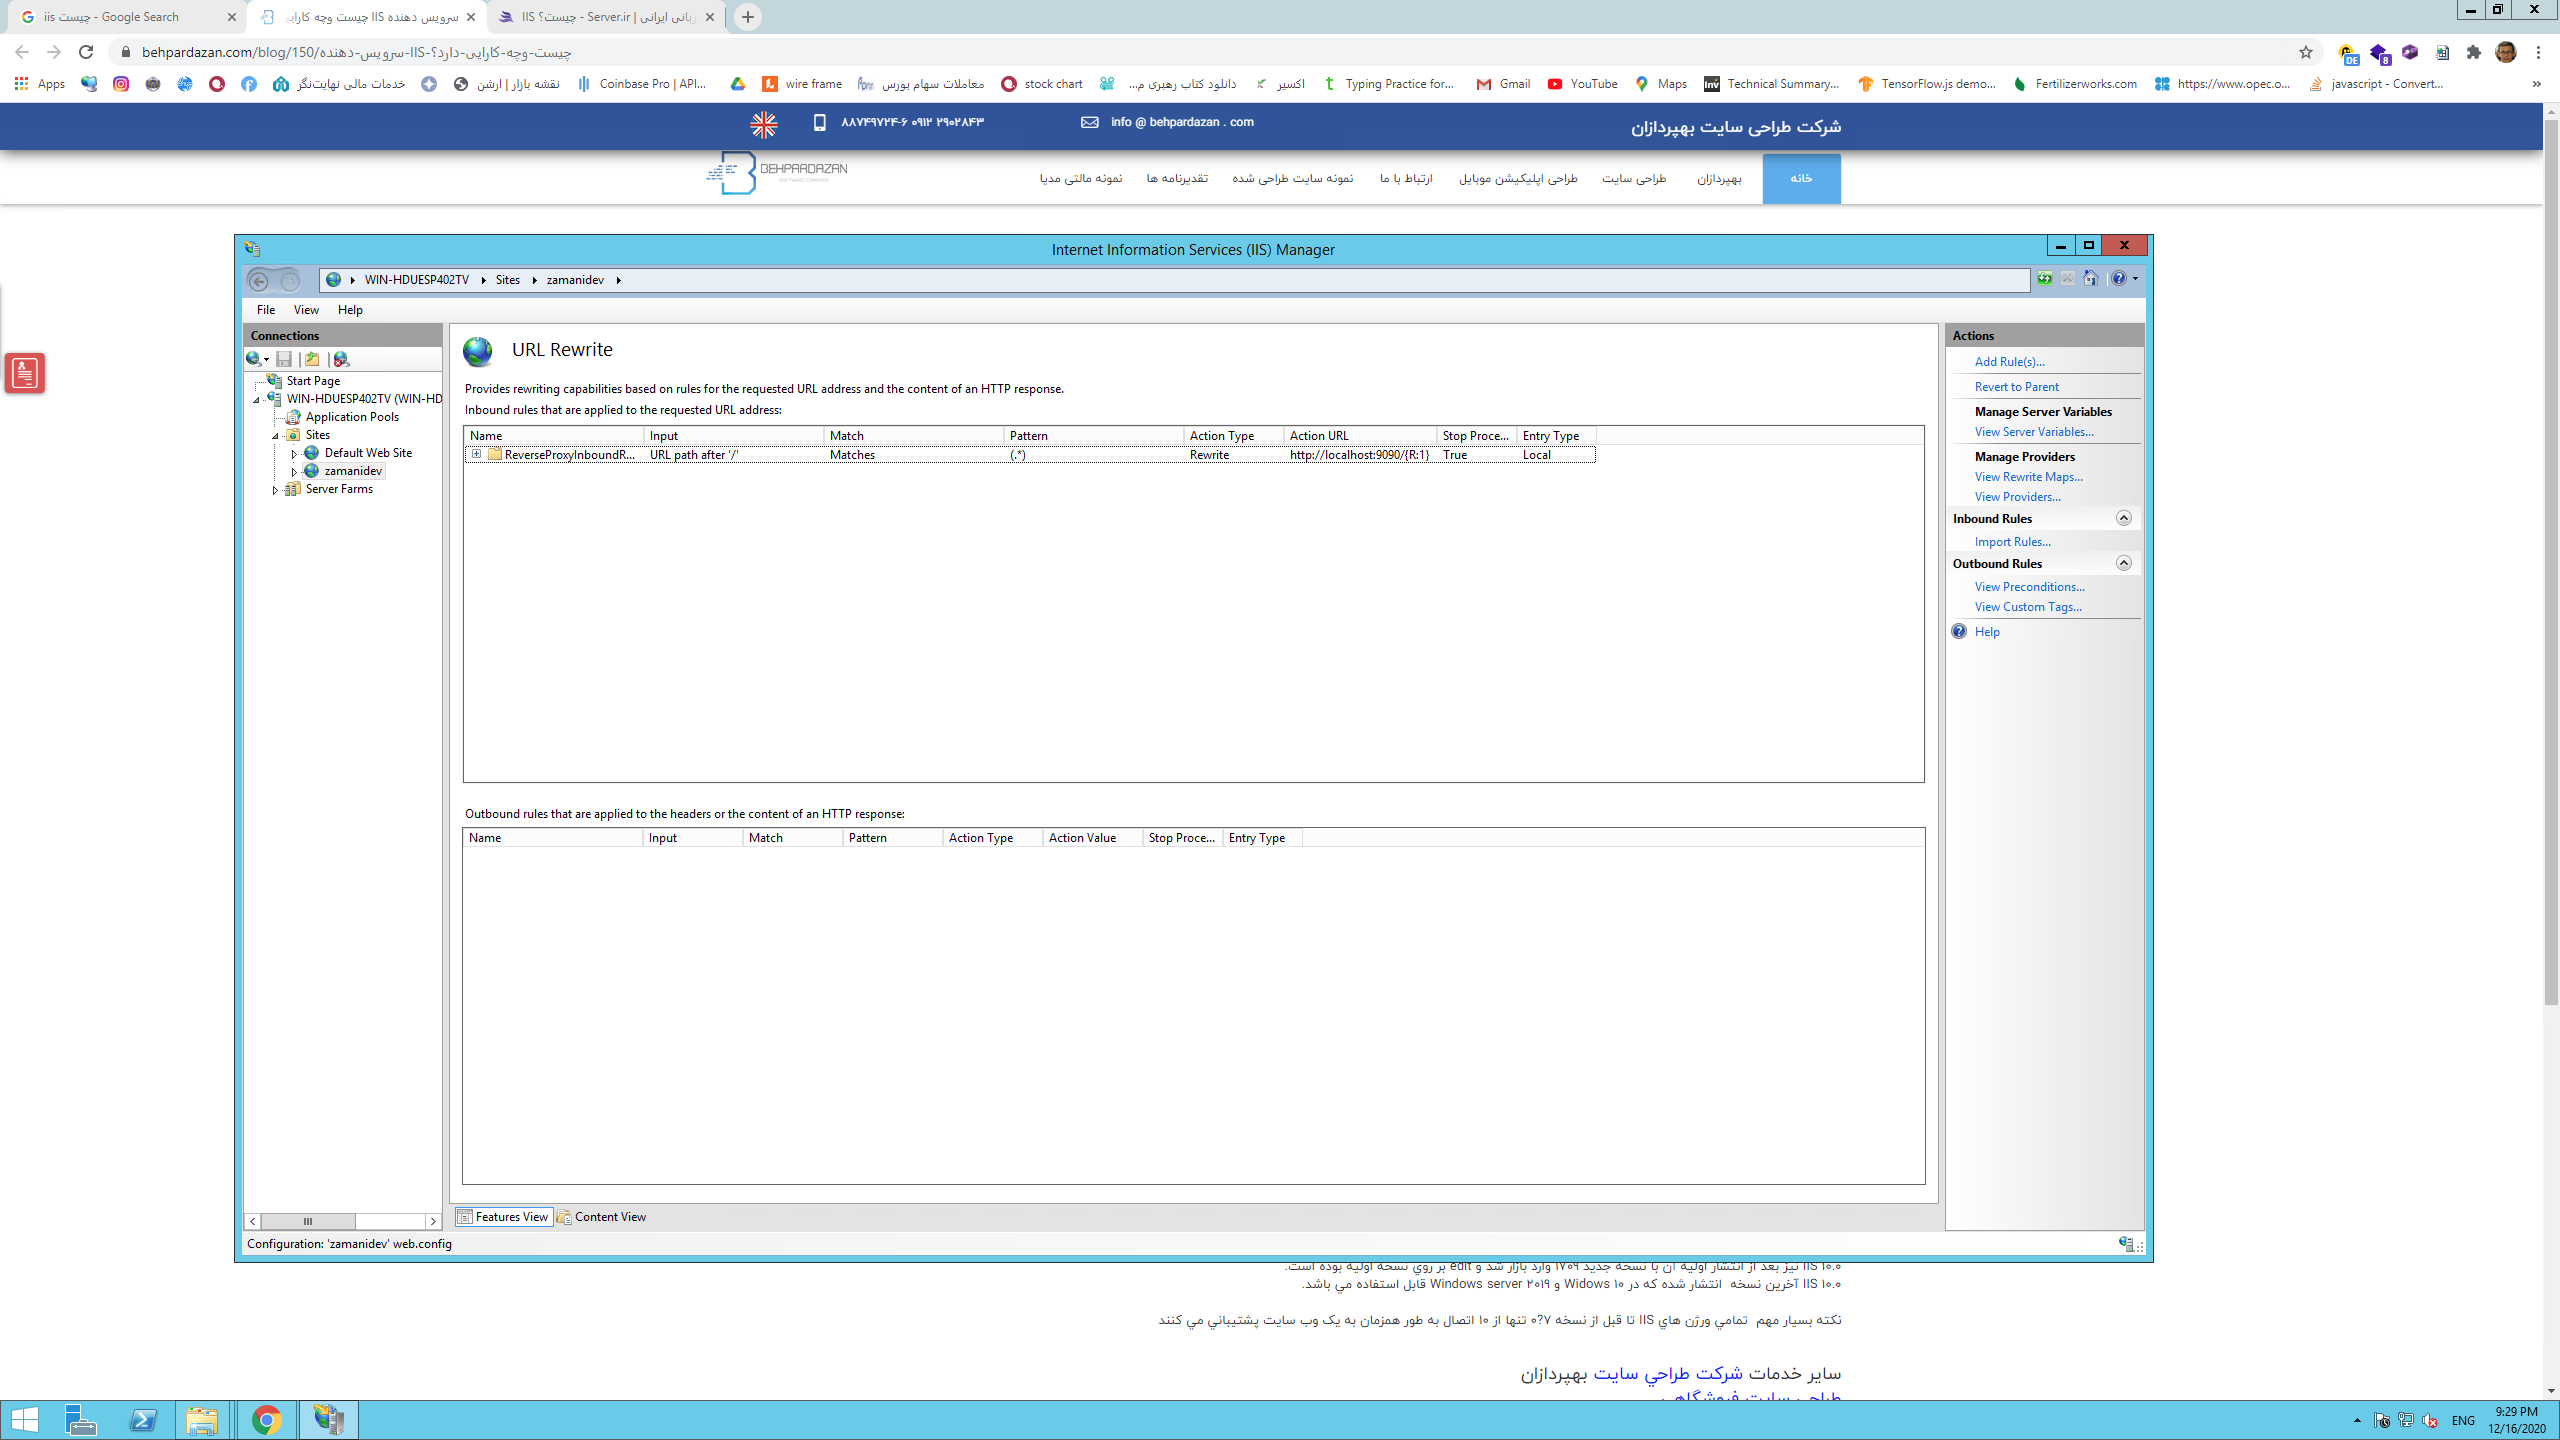 iis چیست - Google Search
سرویس دهنده IIS چیست وچه کارایی
IIS چیست؟ - Server.ir | زبانی ایرانی
behpardazan.com/blog/150/سرویس-دهنده-IIS-چیست-وچه-کارایی-دارد؟
Apps
خدمات مالی نهایت‌نگر
نقشه بازار | ارشن
Coinbase Pro | API...
wire frame
معاملات سهام بورس
stock chart
دانلود کتاب رهبری م...
اکسیر
Typing Practice for...
Gmail
YouTube
Maps
Technical Summary...
TensorFlow.js demo...
Fertilizerworks.com
https://www.opec.o...
javascript - Convert...
»
شرکت طراحی سایت بهپردازان
info @ behpardazan . com
۸۸۷۴۹۷۲۴-۶ ۰۹۱۲ ۲۹۰۲۸۴۳
خانه
بهپردازان
طراحی سایت
طراحی اپلیکیشن موبایل
ارتباط با ما
نمونه سایت طراحی شده
تقدیرنامه ها
نمونه مالتی مدیا
BEHPARDAZAN
Internet Information Services (IIS) Manager
WIN-HDUESP402TV
Sites
zamanidev
File View Help
Connections
Start Page
WIN-HDUESP402TV (WIN-HD
Application Pools
Sites
Default Web Site
zamanidev
Server Farms
URL Rewrite
Provides rewriting capabilities based on rules for the requested URL address and the content of an HTTP response.
Inbound rules that are applied to the requested URL address:
Name Input Match Pattern Action Type Action URL Stop Proce... Entry Type
ReverseProxyInboundR... URL path after '/' Matches (.*) Rewrite http://localhost:9090/{R:1} True Local
Outbound rules that are applied to the headers or the content of an HTTP response:
Name Input Match Pattern Action Type Action Value Stop Proce... Entry Type
Features View Content View
Configuration: 'zamanidev' web.config
Actions
Add Rule(s)...
Revert to Parent
Manage Server Variables
View Server Variables...
Manage Providers
View Rewrite Maps...
View Providers...
Inbound Rules
Import Rules...
Outbound Rules
View Preconditions...
View Custom Tags...
Help
IIS ۱۰.۰ نیز بعد از انتشار اولیه آن با نسخه جدید ۱۷۰۹ وارد بازار شد و edit بر روي نسخه اولیه بوده است.
IIS ۱۰.۰ آخرین نسخه انتشار شده که در Widows ۱۰ و Windows server ۲۰۱۹ قابل استفاده مي باشد.
نکته بسیار مهم تمامي ورژن هاي IIS تا قبل از نسخه ۷?۰ تنها از ۱۰ اتصال به طور همزمان به یک وب سایت پشتیباني مي کنند
سایر خدمات شرکت طراحي سایت بهپردازان
طراحي سایت فروشگاهي
ENG
9:29 PM
12/16/2020
DE
8